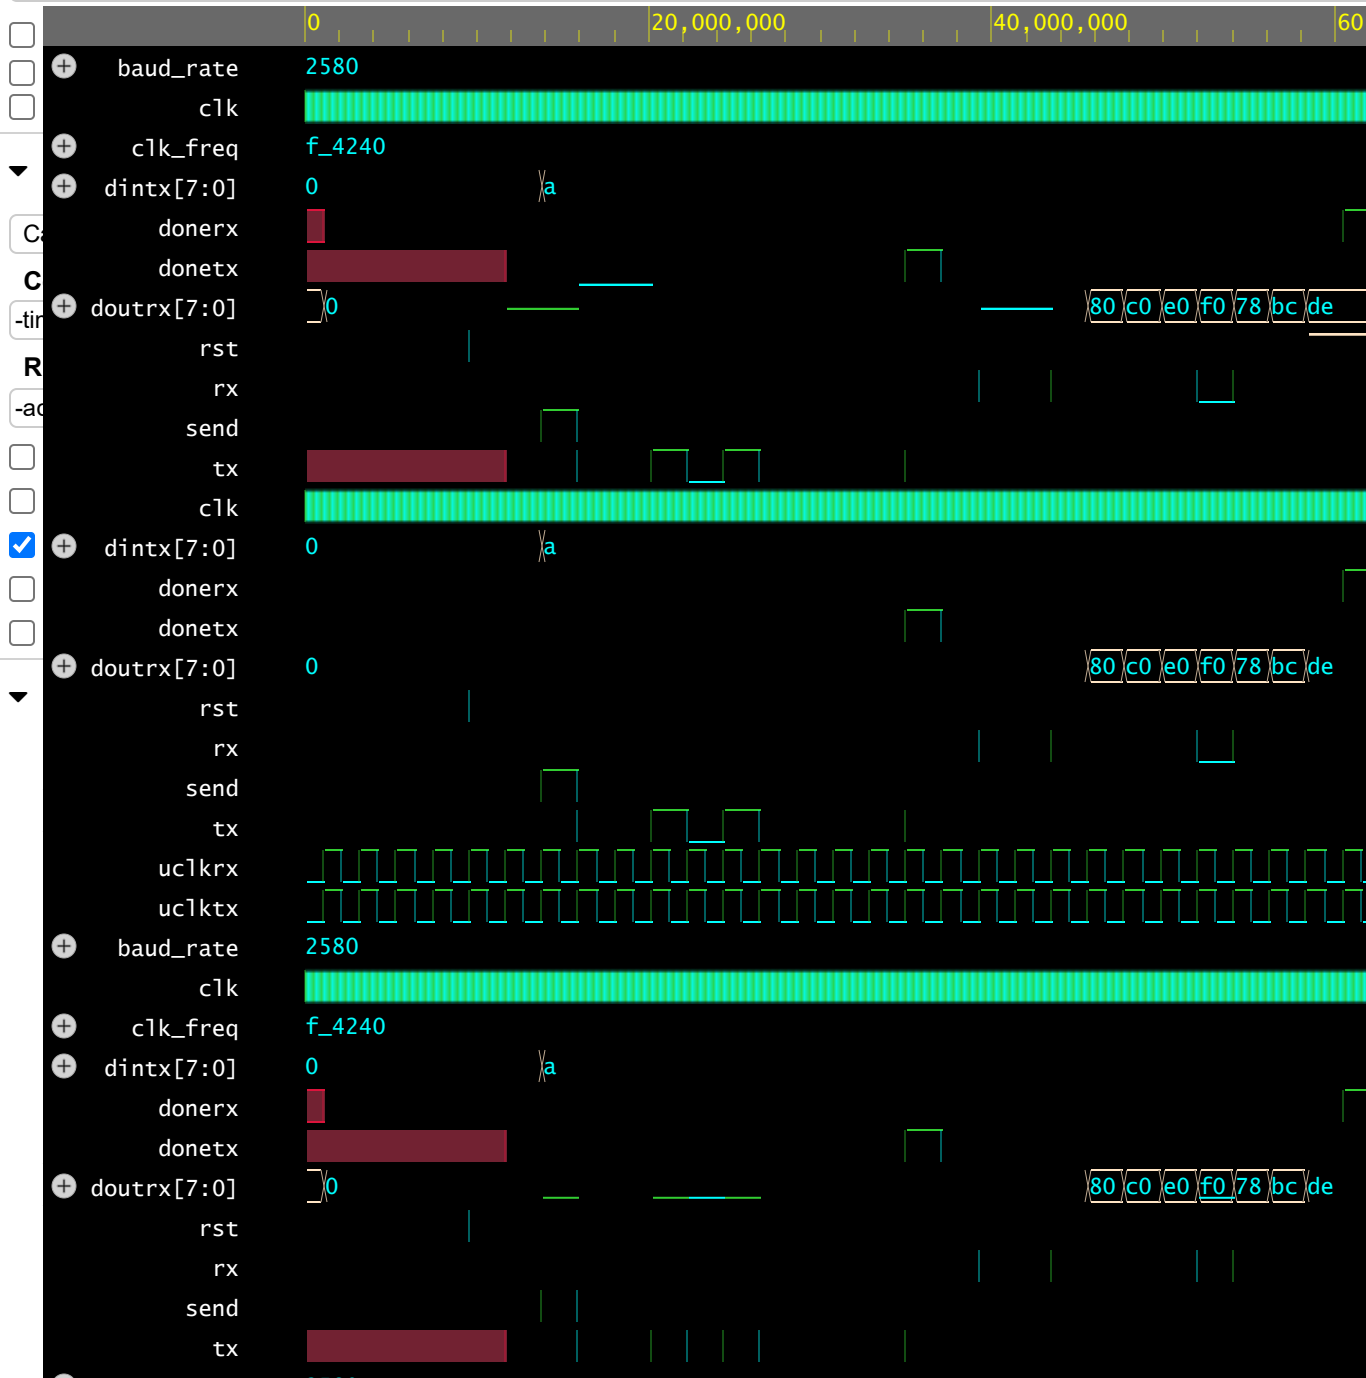 0 20,000,000 40,000,000 60
baud_rate 2580
clk
clk_freq f_4240
dintx[7:0] 0 a
donerx
Ca
donetx
C
doutrx[7:0] 0 80 c0 e0 f0 78 bc de
-tir
rst
R
rx
-ac
send
tx
clk
dintx[7:0] 0 a
donerx
donetx
doutrx[7:0] 0 80 c0 e0 f0 78 bc de
rst
rx
send
tx
uclkrx
uclktx
baud_rate 2580
clk
clk_freq f_4240
dintx[7:0] 0 a
donerx
donetx
doutrx[7:0] 0 80 c0 e0 f0 78 bc de
rst
rx
send
tx